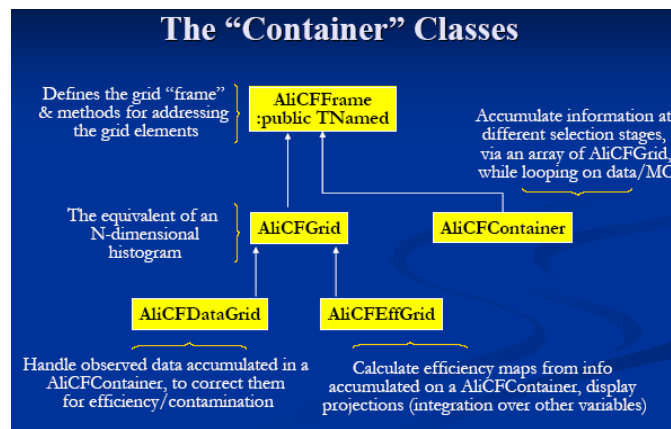 The “Container” Classes
Defines the grid “frame”
& methods for addressing
the grid elements
AliCFFrame
:public TNamed
Accumulate information at
different selection stages,
via an array of AliCFGrid,
while looping on data/MC
The equivalent of an
N-dimensional
histogram
AliCFGrid
AliCFContainer
AliCFDataGrid
AliCFEffGrid
Handle observed data accumulated in a
AliCFContainer, to correct them
for efficiency/contamination
Calculate efficiency maps from info
accumulated on a AliCFContainer, display
projections (integration over other variables)